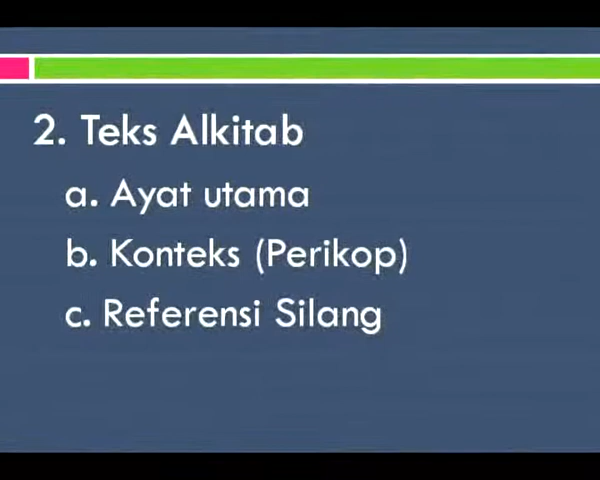 2. Teks Alkitab
a. Ayat utama
b. Konteks (Perikop)
c. Referensi Silang